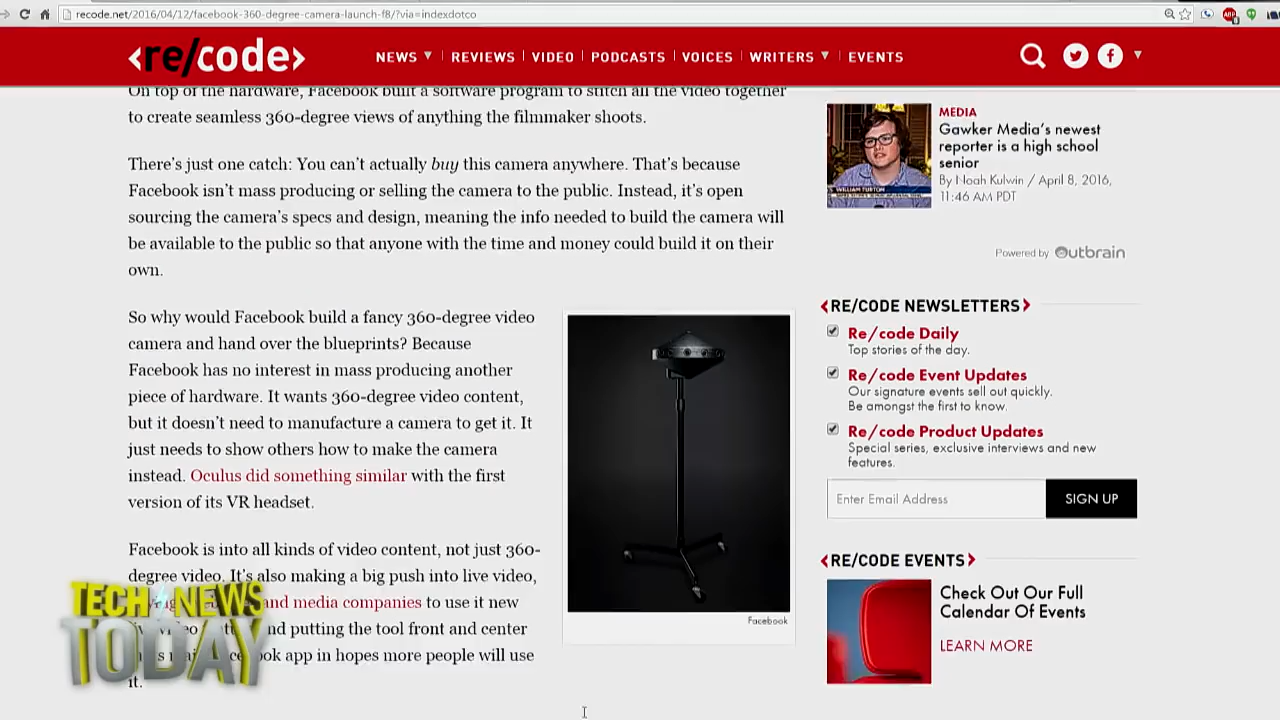 recode.net/2016/04/12/facebook-360-degree-camera-launch-f8/?via=indexdotco
<re/code>
NEWS REVIEWS VIDEO PODCASTS VOICES WRITERS EVENTS
On top of the hardware, Facebook built a software program to stitch all the video together
to create seamless 360-degree views of anything the filmmaker shoots.
There's just one catch: You can't actually buy this camera anywhere. That's because
Facebook isn't mass producing or selling the camera to the public. Instead, it's open
sourcing the camera's specs and design, meaning the info needed to build the camera will
be available to the public so that anyone with the time and money could build it on their
own.
So why would Facebook build a fancy 360-degree video
camera and hand over the blueprints? Because
Facebook has no interest in mass producing another
piece of hardware. It wants 360-degree video content,
but it doesn't need to manufacture a camera to get it. It
just needs to show others how to make the camera
instead. Oculus did something similar with the first
version of its VR headset.
Facebook is into all kinds of video content, not just 360-
degree video. It's also making a big push into live video,
and media companies to use it new
and putting the tool front and center
app in hopes more people will use
it.
Facebook
MEDIA
Gawker Media's newest
reporter is a high school
senior
By Noah Kulwin / April 8, 2016,
11:46 AM PDT
WILLIAM TURTON
Powered by Outbrain
RE/CODE NEWSLETTERS
Re/code Daily
Top stories of the day.
Re/code Event Updates
Our signature events sell out quickly.
Be amongst the first to know.
Re/code Product Updates
Special series, exclusive interviews and new
features.
Enter Email Address
SIGN UP
RE/CODE EVENTS
Check Out Our Full
Calendar Of Events
LEARN MORE
TECH NEWS
TODAY